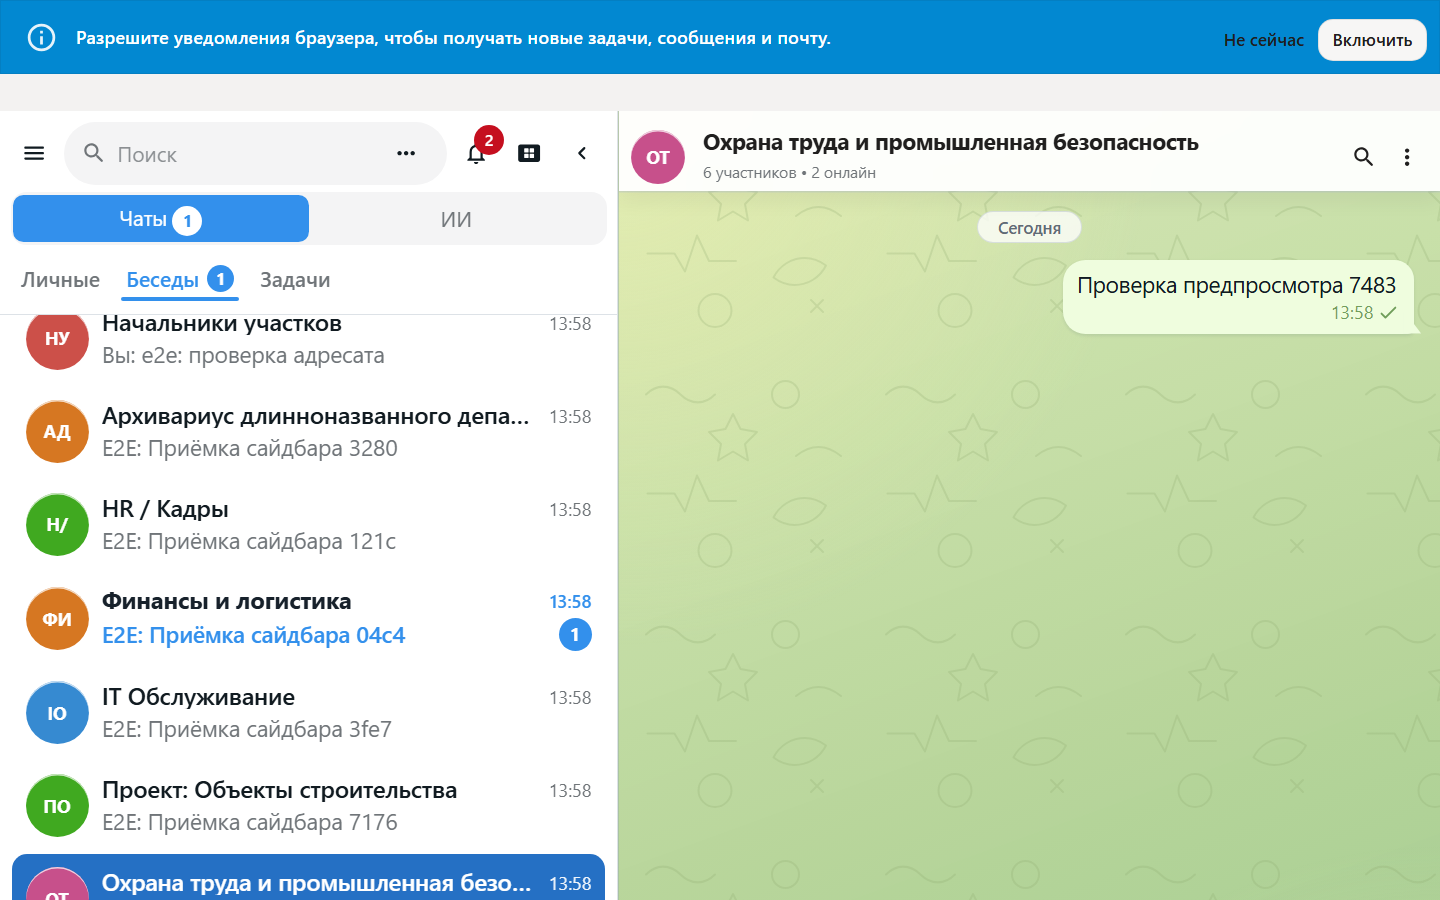 Разрешите уведомления браузера, чтобы получать новые задачи, сообщения и почту.
Не сейчас
Включить
Поиск
2
Чаты 1
ИИ
Личные
Беседы 1
Задачи
НУ
Начальники участков
13:58
Вы: e2e: проверка адресата
АД
Архивариус длинноназванного депа...
13:58
E2E: Приёмка сайдбара 3280
Н/
HR / Кадры
13:58
E2E: Приёмка сайдбара 121c
ФИ
Финансы и логистика
13:58
E2E: Приёмка сайдбара 04c4
1
IО
IT Обслуживание
13:58
E2E: Приёмка сайдбара 3fe7
ПО
Проект: Объекты строительства
13:58
E2E: Приёмка сайдбара 7176
ОТ
Охрана труда и промышленная безо...
13:58
ОТ
Охрана труда и промышленная безопасность
6 участников • 2 онлайн
Сегодня
Проверка предпросмотра 7483
13:58